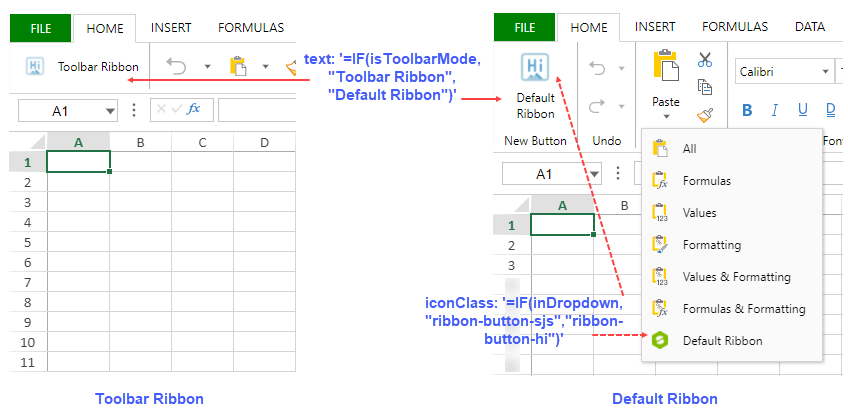 FILE HOME INSERT FORMULAS
Hi Toolbar Ribbon
A1 fx
A B C D
1
2
3
4
5
6
7
8
9
10
11
Toolbar Ribbon
text: '=IF(isToolbarMode,
"Toolbar Ribbon",
"Default Ribbon")'
iconClass: '=IF(inDropdown,
"ribbon-button-sjs","ribbon-
button-hi")'
FILE HOME INSERT FORMULAS DATA
Hi
Default
Ribbon
New Button
Undo
Paste
Calibri
B I U D
Font
All
Formulas
Values
Formatting
Values & Formatting
Formulas & Formatting
Default Ribbon
A1
A B
1
2
3
Default Ribbon